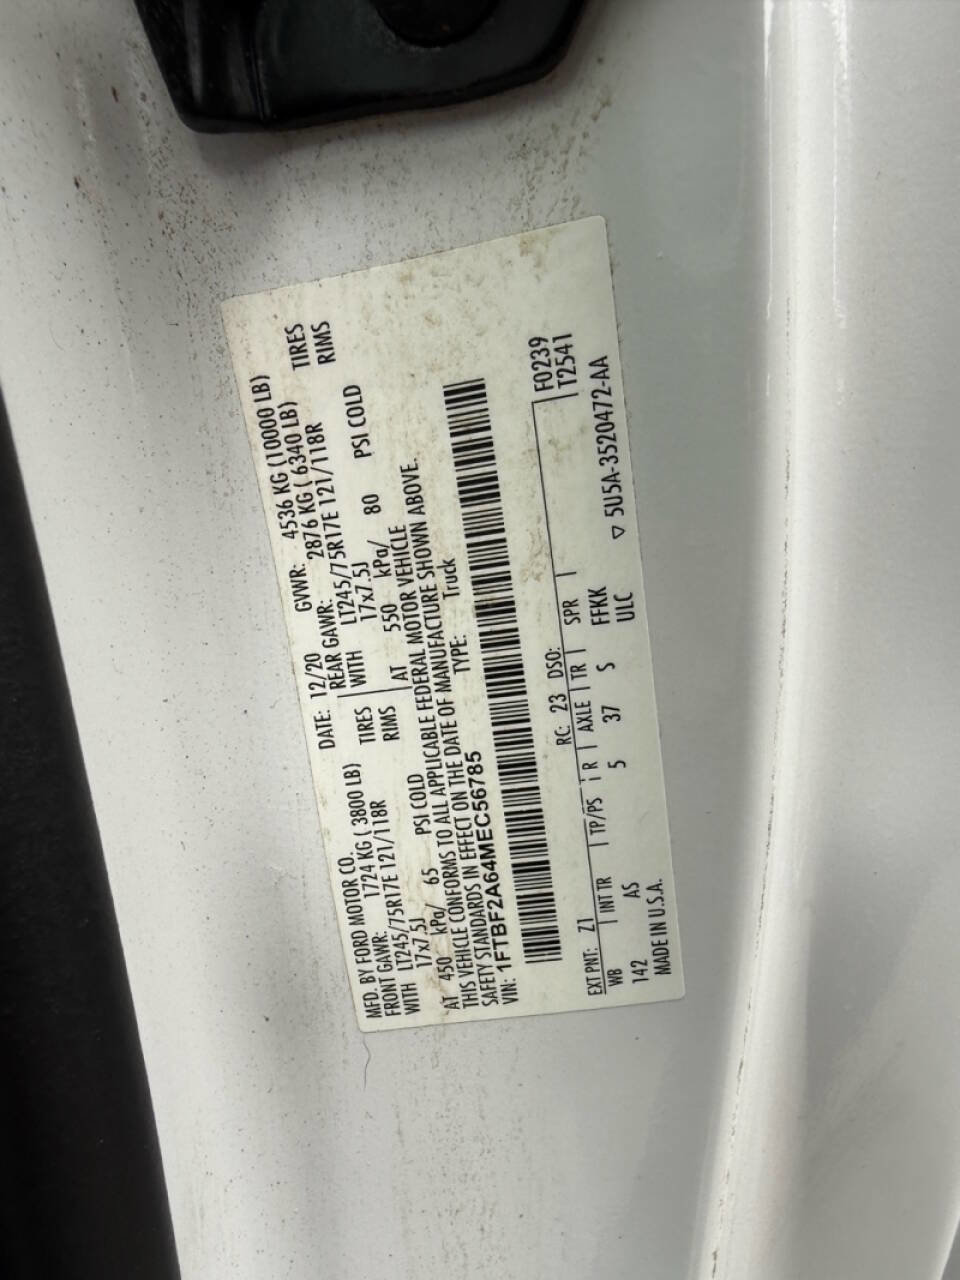 MFD. BY FORD MOTOR CO.
DATE: 12/20 GVWR: 4536 KG (10000 LB)
FRONT GAWR: 1724 KG ( 3800 LB) REAR GAWR: 2876 KG ( 6340 LB)
WITH LT245/75R17E 121/118R TIRES WITH LT245/75R17E 121/118R TIRES
17x7.5J RIMS 17x7.5J RIMS
AT 450 kPa/ 65 PSI COLD AT 550 kPa/ 80 PSI COLD
THIS VEHICLE CONFORMS TO ALL APPLICABLE FEDERAL MOTOR VEHICLE
SAFETY STANDARDS IN EFFECT ON THE DATE OF MANUFACTURE SHOWN ABOVE.
VIN: 1FTBF2A64MEC56785 TYPE: Truck
F0239
T2541
EXT PNT: Z1 RC: 23 DSO:
WB INT TR TP/PS R AXLE TR SPR
142 AS 5 37 S FFKK
ULC
MADE IN U.S.A. ▽ 5U5A-3520472-AA